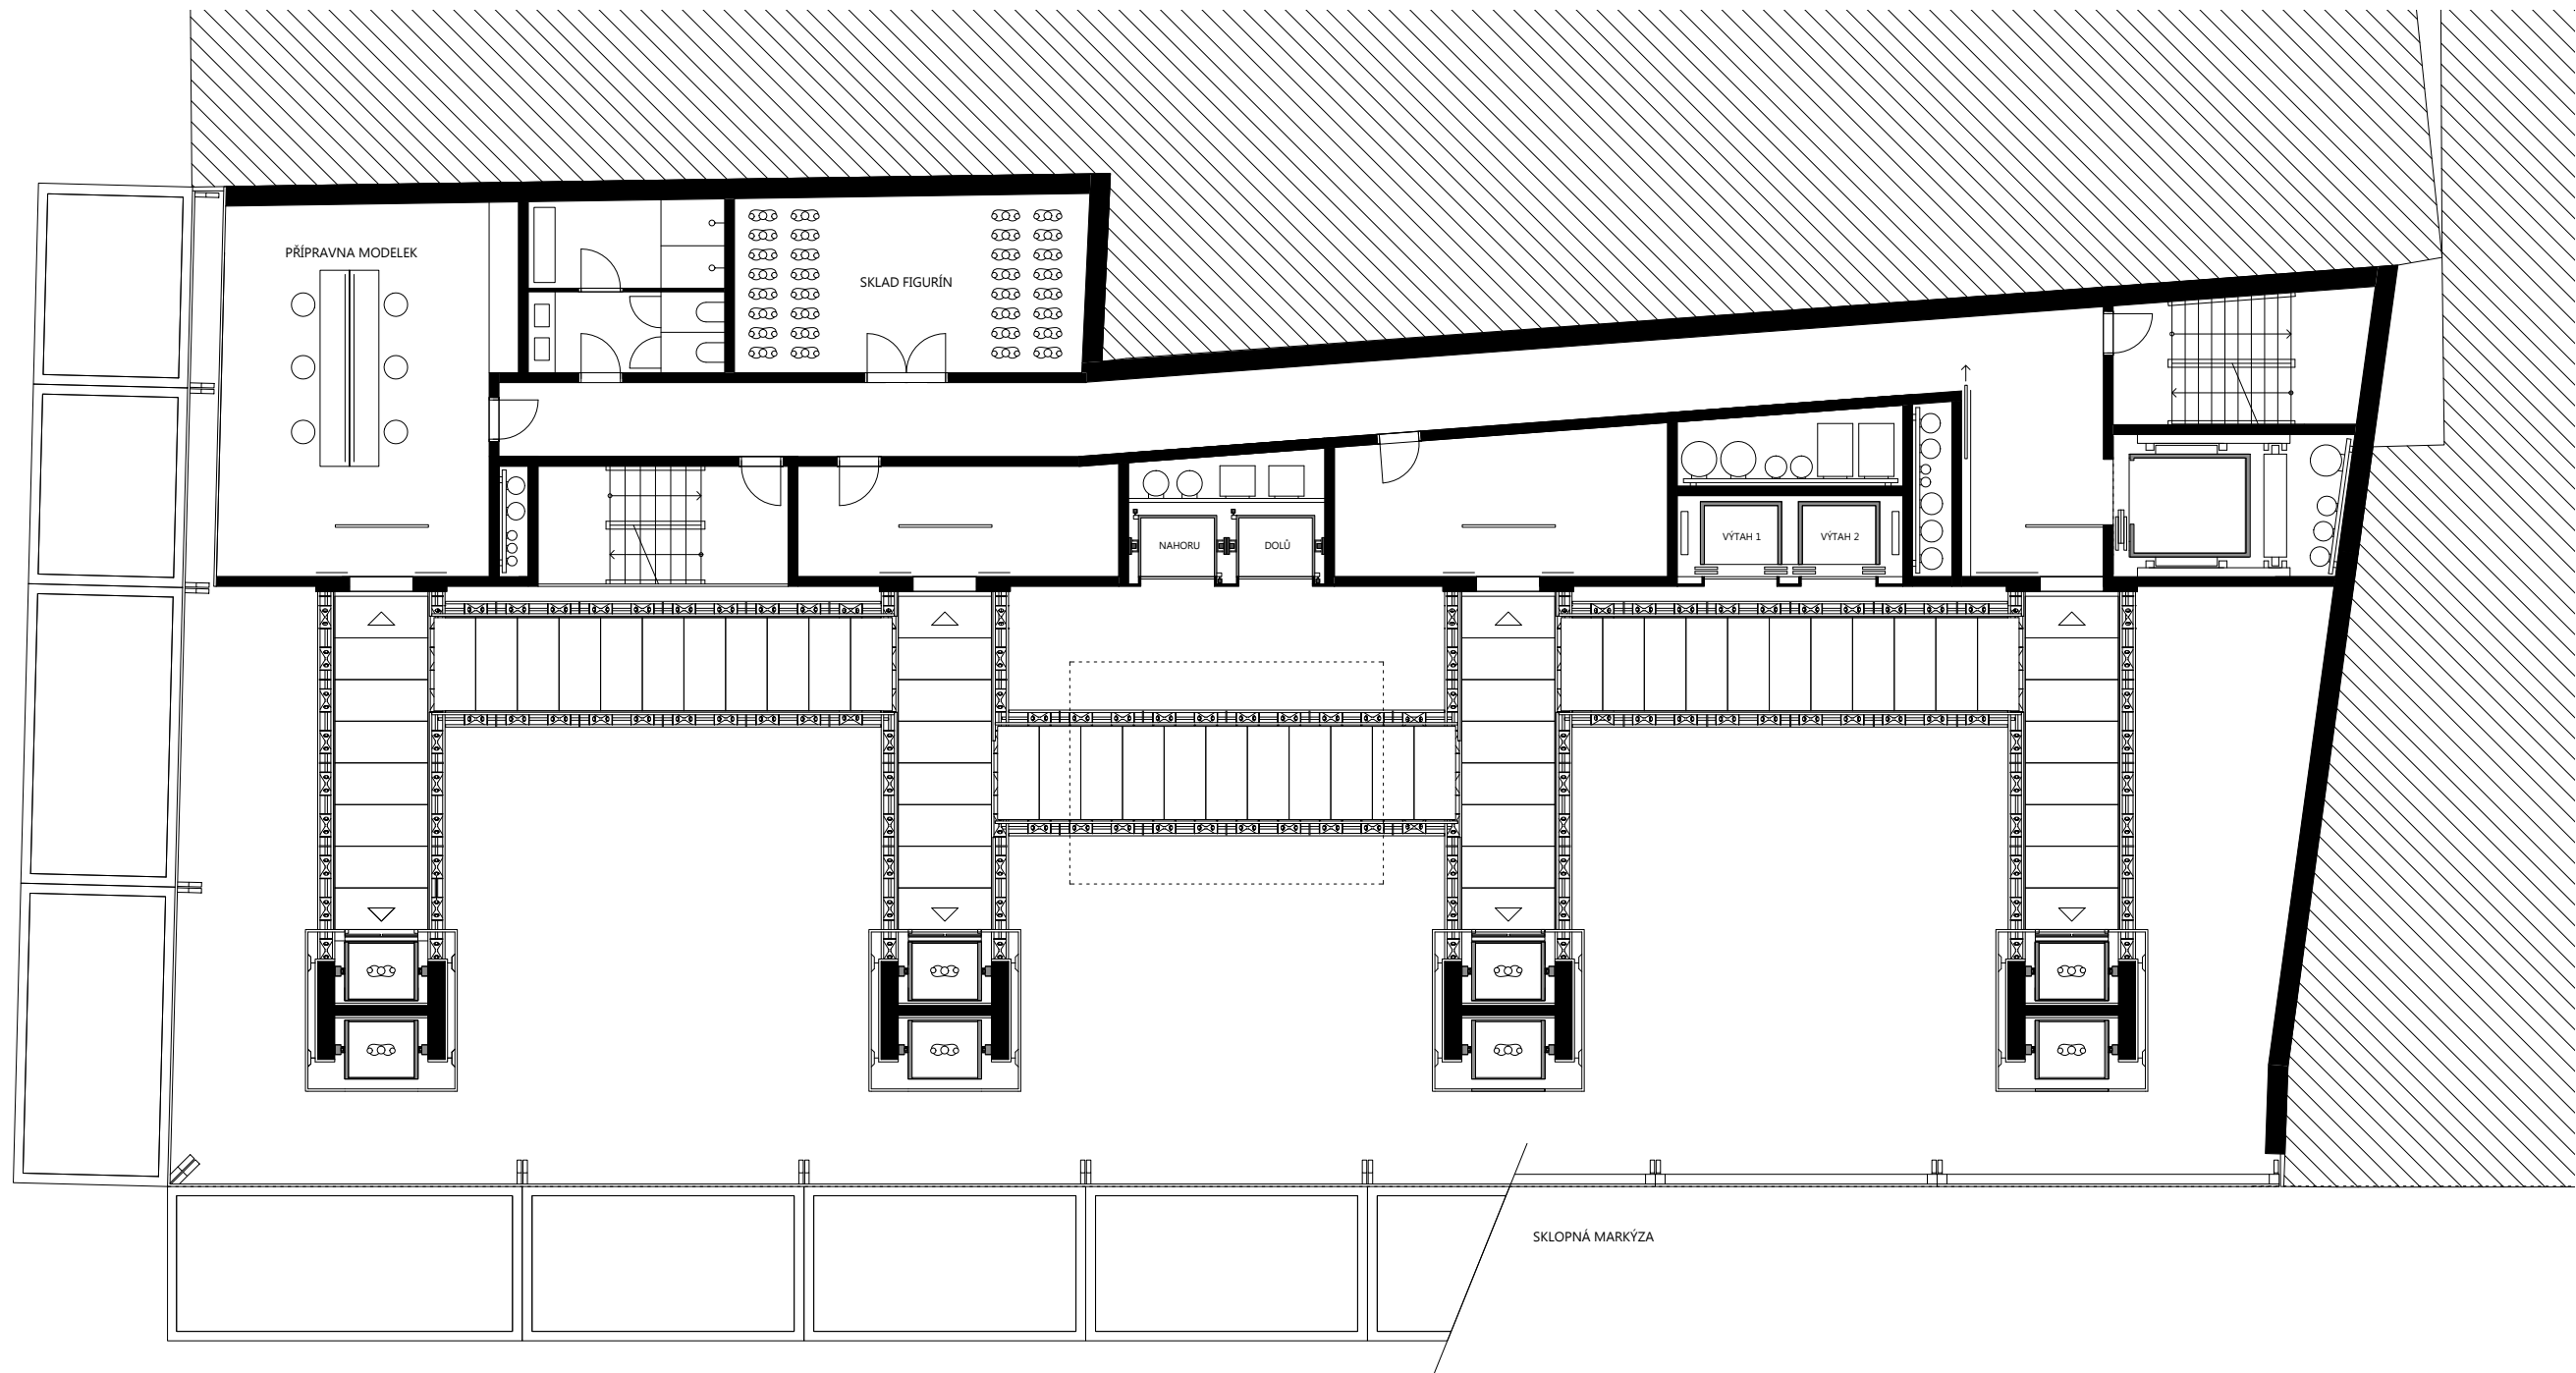 PŘÍPRAVNA MODELEK
SKLAD FIGURÍN
NAHORU
DOLŮ
VÝTAH 1
VÝTAH 2
SKLOPNÁ MARKÝZA